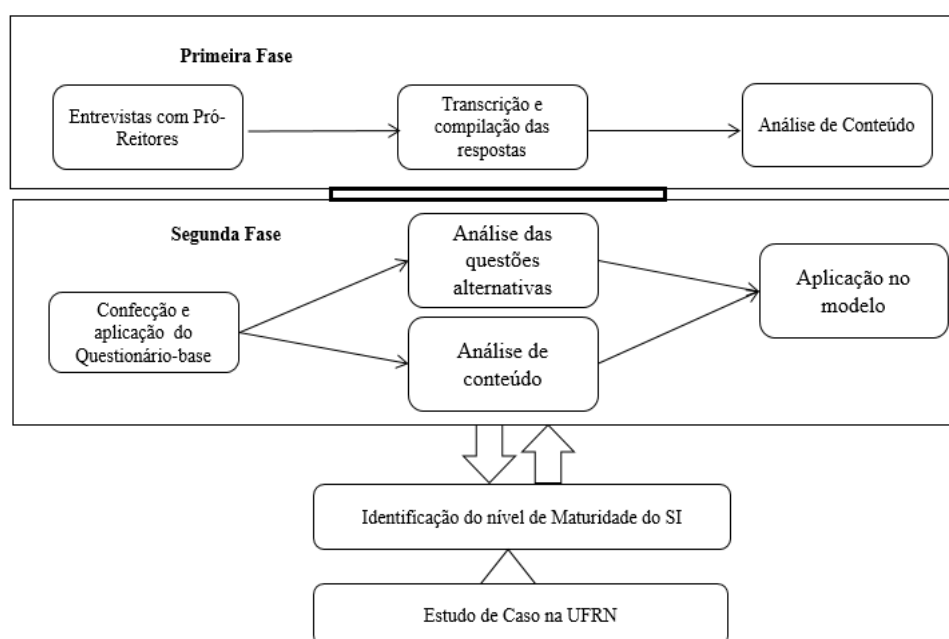 Primeira Fase
Entrevistas com Pró-
Reitores
Transcrição e
compilação das
respostas
Análise de Conteúdo
Segunda Fase
Confecção e
aplicação do
Questionário-base
Análise das
questões
alternativas
Análise de
conteúdo
Aplicação no
modelo
Identificação do nível de Maturidade do SI
Estudo de Caso na UFRN